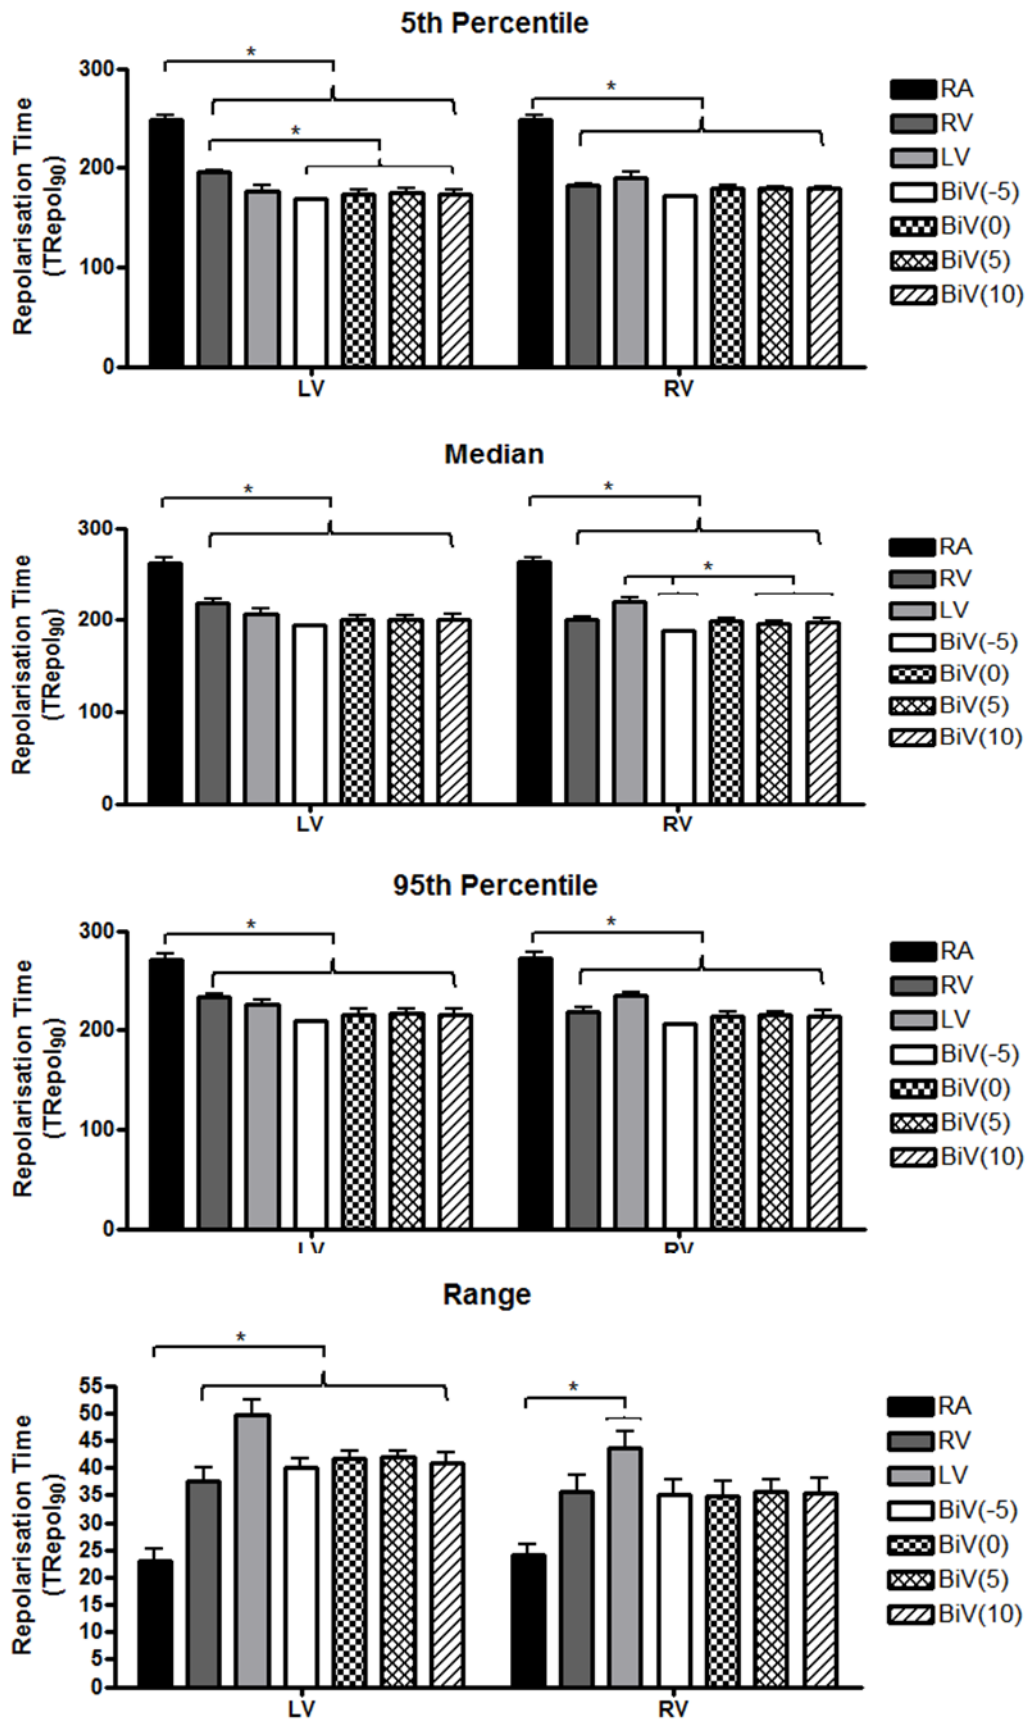 5th Percentile
*
*
*
300
200
100
0
Repolarisation Time
(TRepol90)
LV
RV
RA
RV
LV
BiV(-5)
BiV(0)
BiV(5)
BiV(10)
Median
*
*
*
300
200
100
0
Repolarisation Time
(TRepol90)
LV
RV
RA
RV
LV
BiV(-5)
BiV(0)
BiV(5)
BiV(10)
95th Percentile
*
*
300
200
100
0
Repolarisation Time
(TRepol90)
LV
RV
RA
RV
LV
BiV(-5)
BiV(0)
BiV(5)
BiV(10)
Range
*
*
55
50
45
40
35
30
25
20
15
10
5
0
Repolarisation Time
(TRepol90)
LV
RV
RA
RV
LV
BiV(-5)
BiV(0)
BiV(5)
BiV(10)